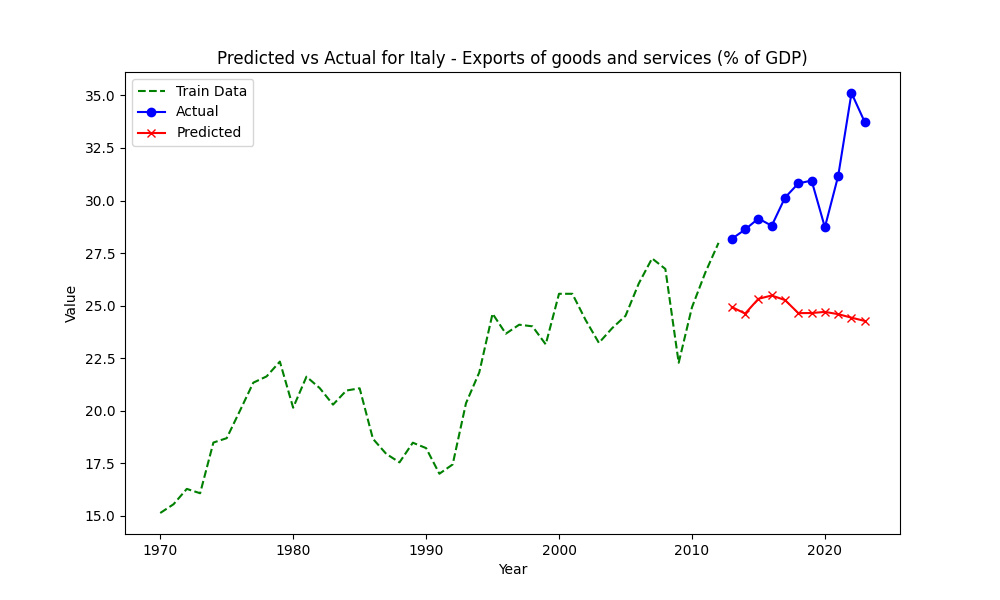 Predicted vs Actual for Italy - Exports of goods and services (% of GDP)
Train Data
Actual
Predicted
35.0
32.5
30.0
27.5
25.0
22.5
20.0
17.5
15.0
Value
1970 1980 1990 2000 2010 2020
Year